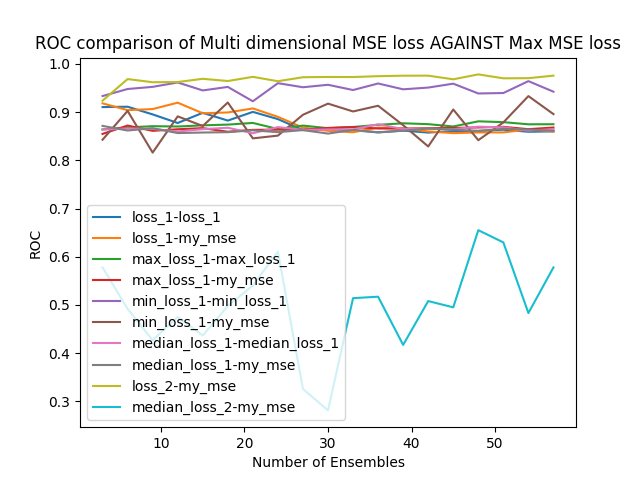 ROC comparison of Multi dimensional MSE loss AGAINST Max MSE loss
1.0
0.9
0.8
0.7
0.6
0.5
0.4
0.3
ROC
loss_1-loss_1
loss_1-my_mse
max_loss_1-max_loss_1
max_loss_1-my_mse
min_loss_1-min_loss_1
min_loss_1-my_mse
median_loss_1-median_loss_1
median_loss_1-my_mse
loss_2-my_mse
median_loss_2-my_mse
10 20 30 40 50
Number of Ensembles